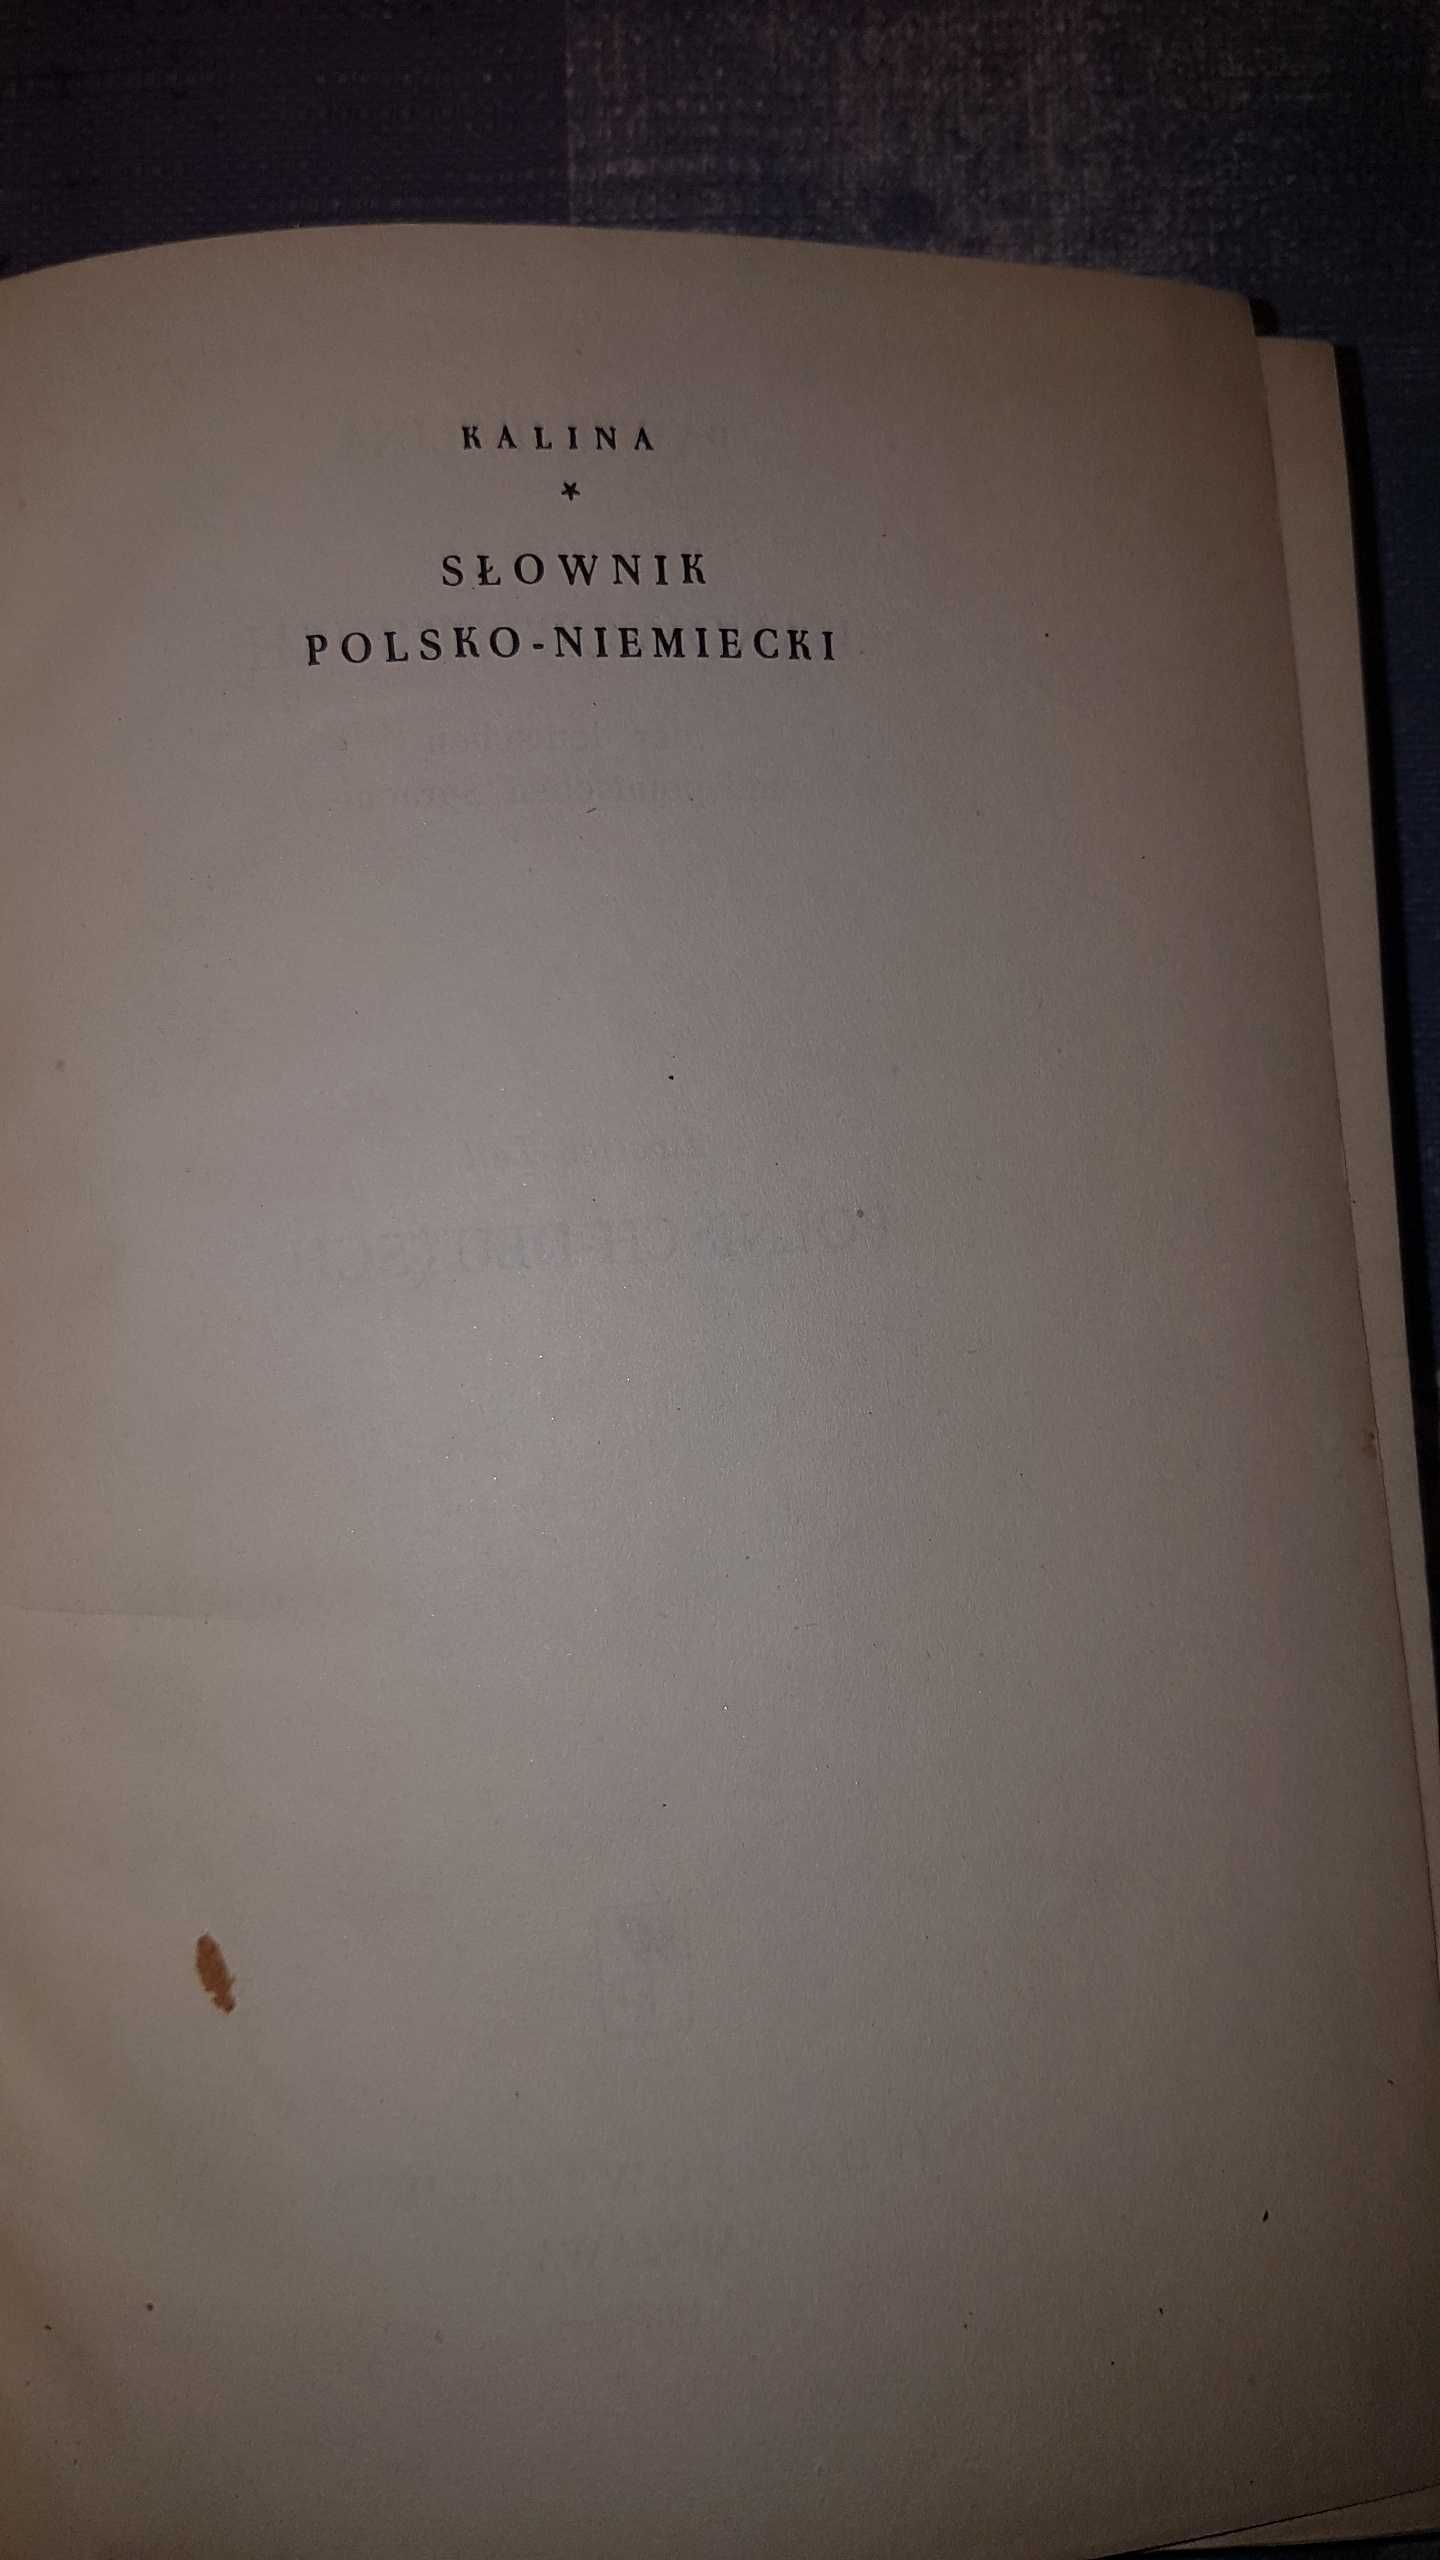 KALINA
*
SŁOWNIK
POLSKO-NIEMIECKI